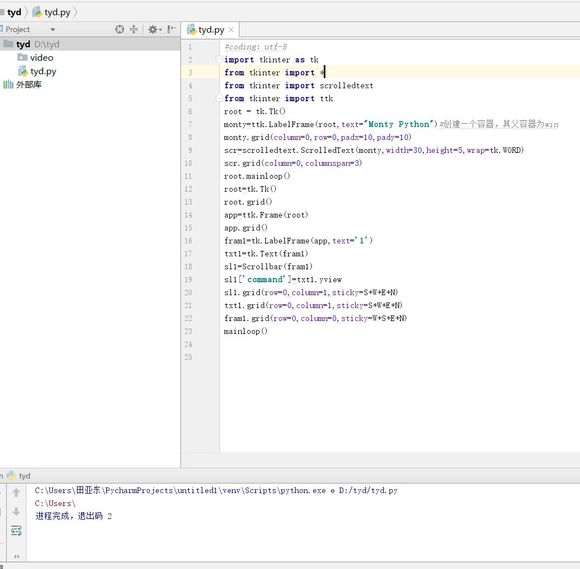 tyd
tyd.py
Project
tyd.py
tyd D:\tyd
video
tyd.py
外部库
1 #coding: utf-8
2 import tkinter as tk
3 from tkinter import *
4 from tkinter import scrolledtext
5 from tkinter import ttk
6 root = tk.Tk()
7 monty=ttk.LabelFrame(root,text="Monty Python")#创建一个容器，其父容器为win
8 monty.grid(column=0,row=0,padx=10,pady=10)
9 scr=scrolledtext.ScrolledText(monty,width=30,height=5,wrap=tk.WORD)
10 scr.grid(column=0,columnspan=3)
11 root.mainloop()
12 root=tk.Tk()
13 root.grid()
14 app=ttk.Frame(root)
15 app.grid()
16 fram1=tk.LabelFrame(app,text='1')
17 txt1=tk.Text(fram1)
18 sl1=Scrollbar(fram1)
19 sl1['command']=txt1.yview
20 sl1.grid(row=0,column=1,sticky=S+W+E+N)
21 txt1.grid(row=0,column=1,sticky=S+W+E+N)
22 fram1.grid(row=0,column=0,sticky=W+S+E+N)
23 mainloop()
24
25
tyd
C:\Users\田亚东\PycharmProjects\untitled1\venv\Scripts\python.exe e D:/tyd/tyd.py
C:\Users\
进程完成，退出码 2